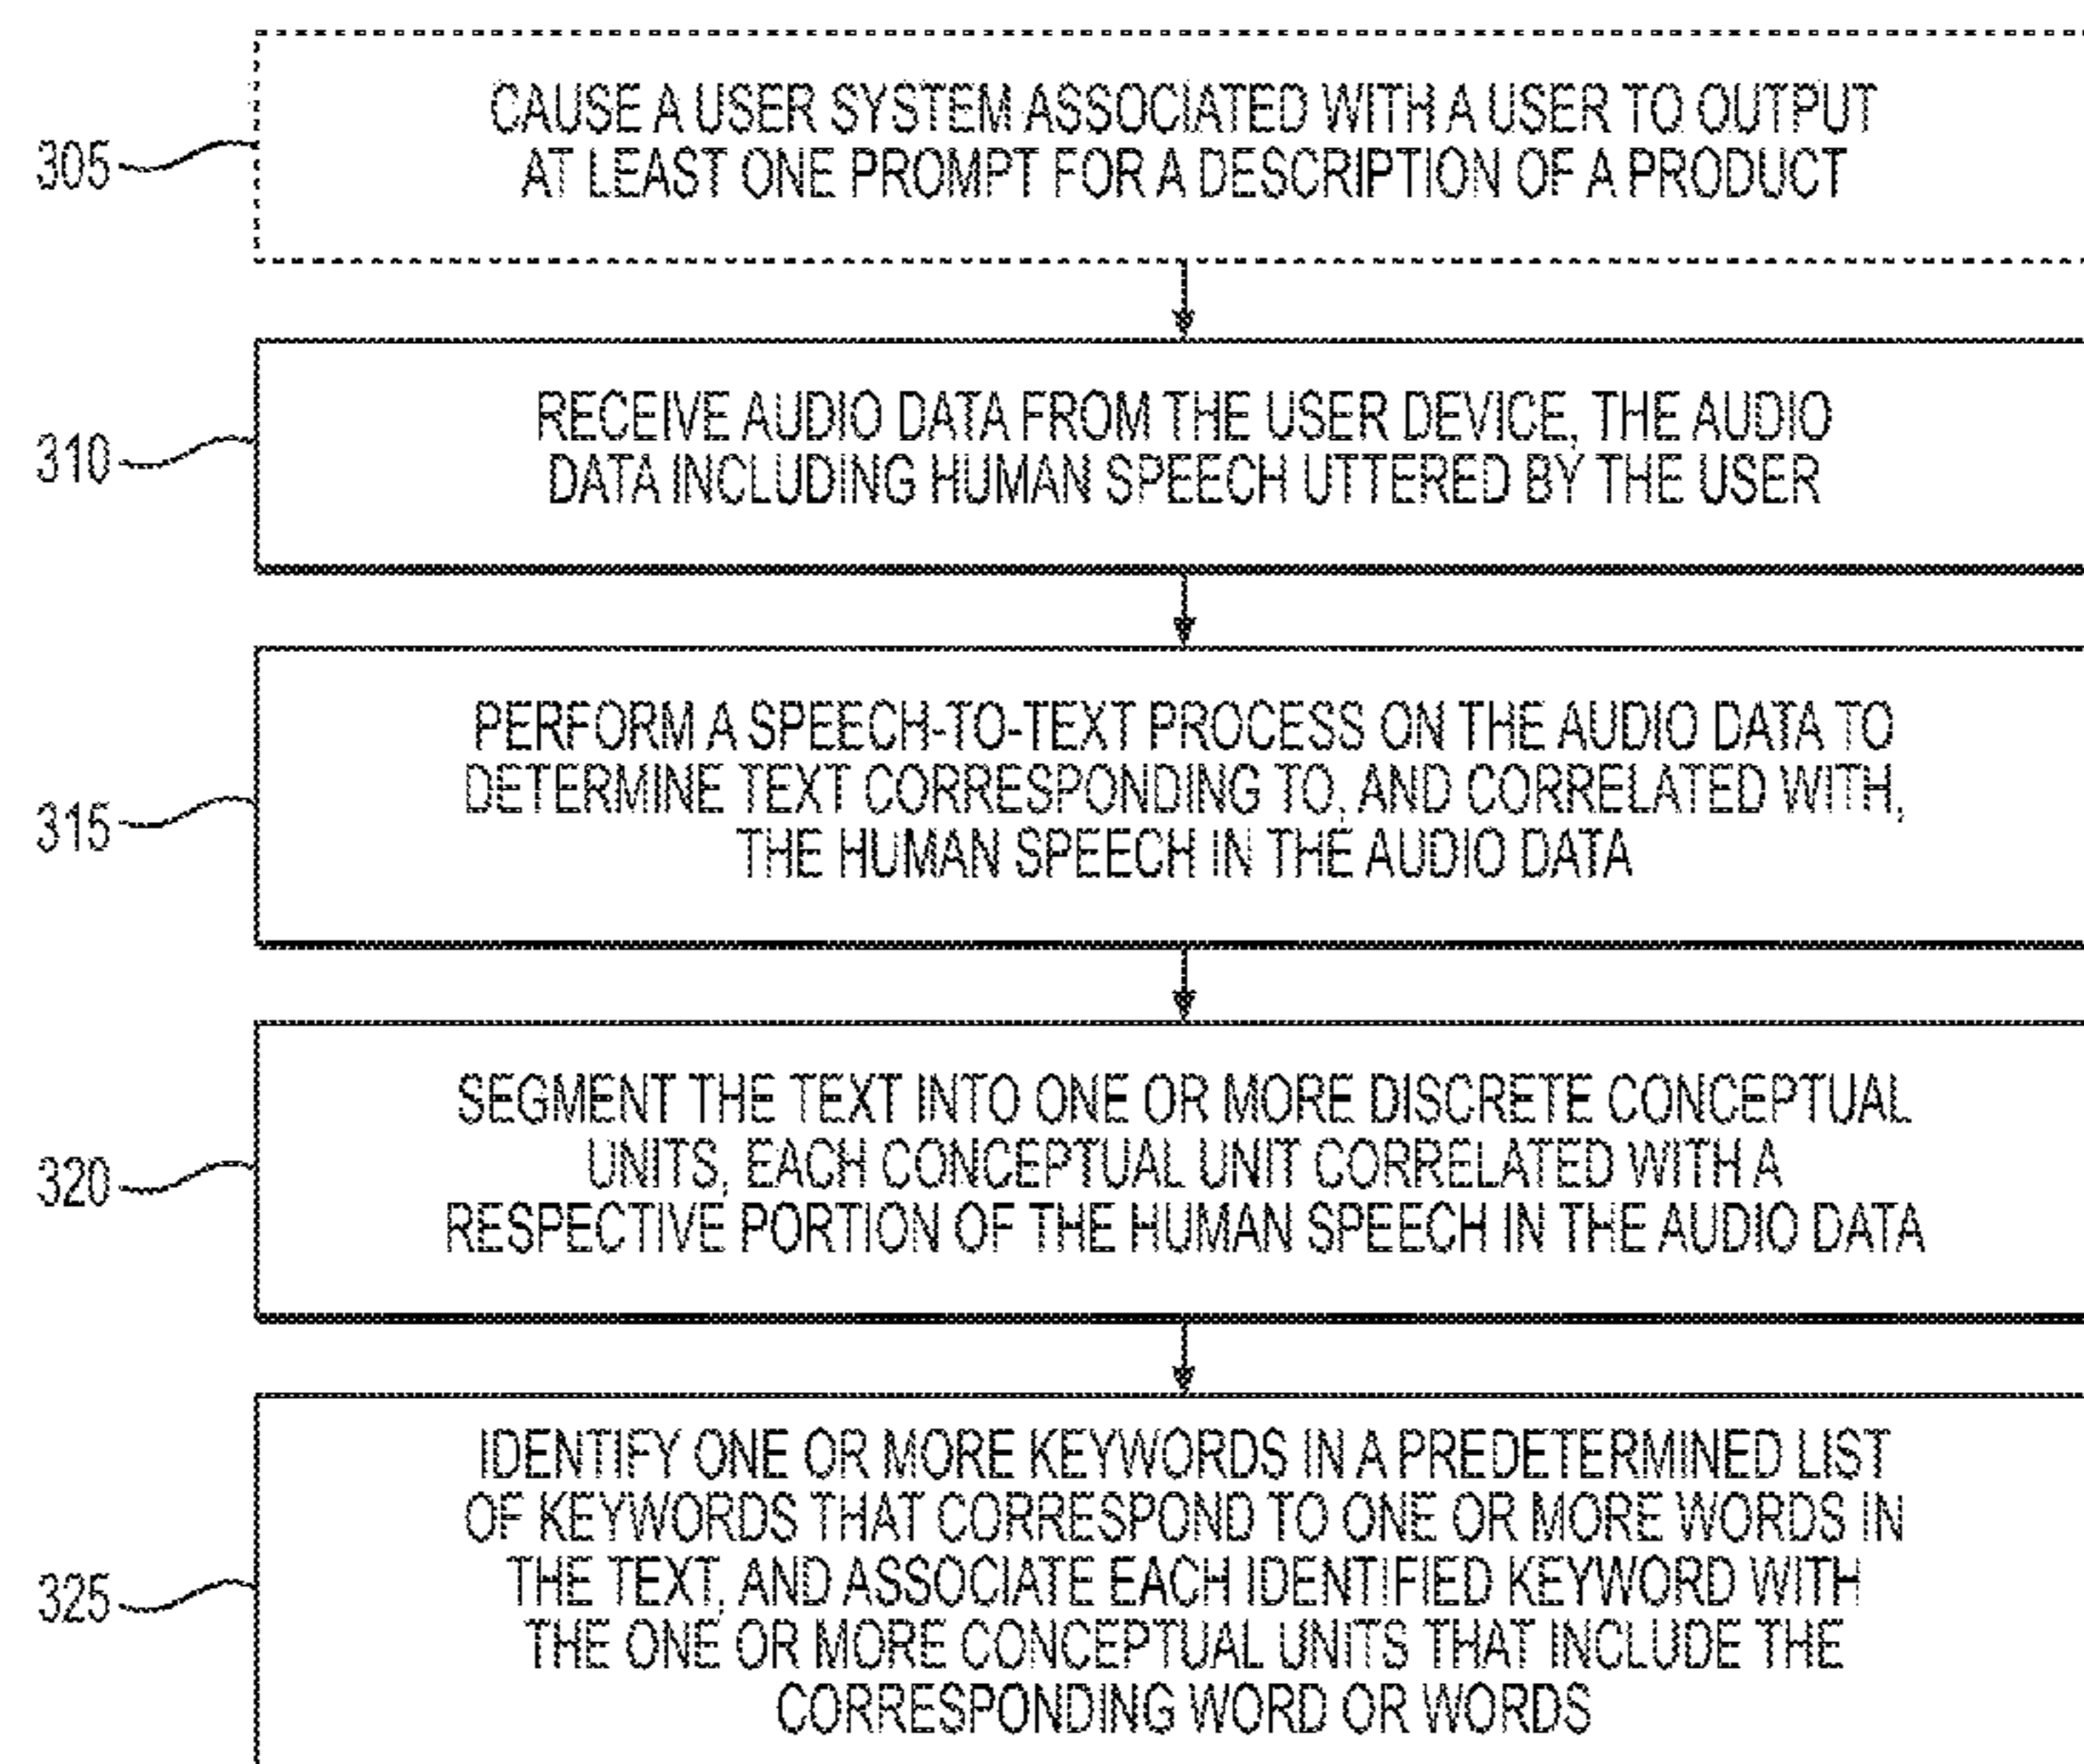 305
CAUSE A USER SYSTEM ASSOCIATED WITH A USER TO OUTPUT
AT LEAST ONE PROMPT FOR A DESCRIPTION OF A PRODUCT
310
RECEIVE AUDIO DATA FROM THE USER DEVICE, THE AUDIO
DATA INCLUDING HUMAN SPEECH UTTERED BY THE USER
315
PERFORM A SPEECH-TO-TEXT PROCESS ON THE AUDIO DATA TO
DETERMINE TEXT CORRESPONDING TO, AND CORRELATED WITH,
THE HUMAN SPEECH IN THE AUDIO DATA
320
SEGMENT THE TEXT INTO ONE OR MORE DISCRETE CONCEPTUAL
UNITS, EACH CONCEPTUAL UNIT CORRELATED WITH A
RESPECTIVE PORTION OF THE HUMAN SPEECH IN THE AUDIO DATA
325
IDENTIFY ONE OR MORE KEYWORDS IN A PREDETERMINED LIST
OF KEYWORDS THAT CORRESPOND TO ONE OR MORE WORDS IN
THE TEXT, AND ASSOCIATE EACH IDENTIFIED KEYWORD WITH
THE ONE OR MORE CONCEPTUAL UNITS THAT INCLUDE THE
CORRESPONDING WORD OR WORDS